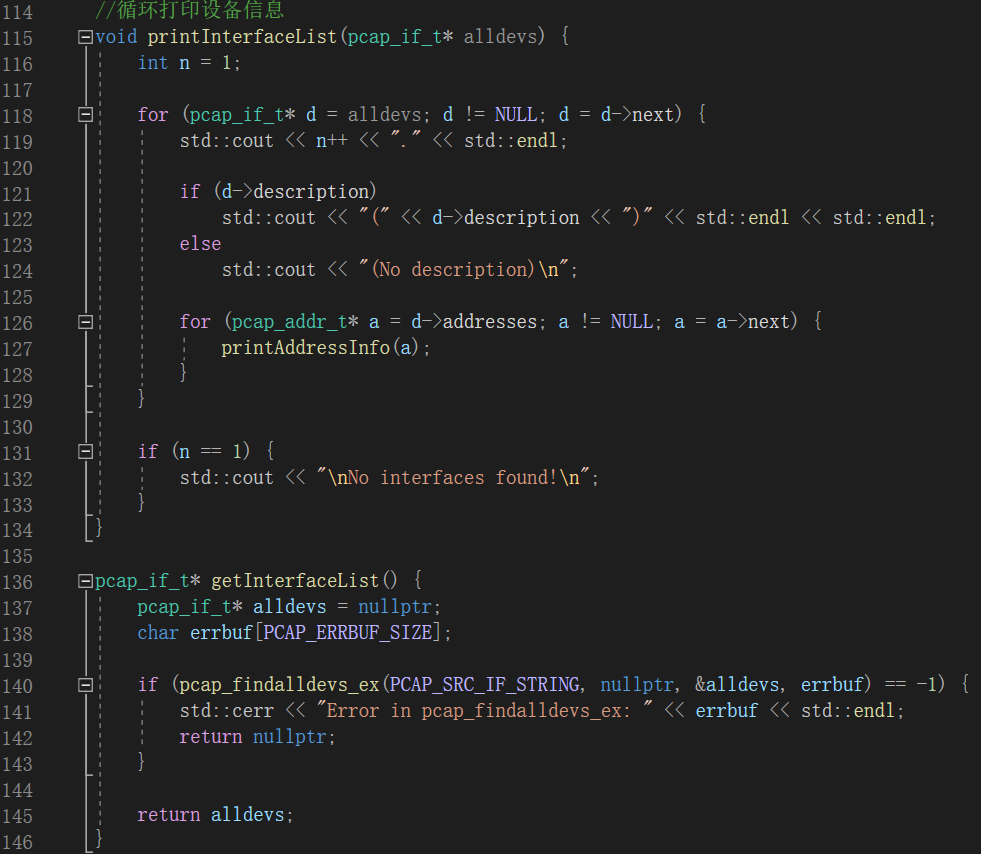 114 //循环打印设备信息
115 void printInterfaceList(pcap_if_t* alldevs) {
116     int n = 1;
117
118     for (pcap_if_t* d = alldevs; d != NULL; d = d->next) {
119         std::cout << n++ << "." << std::endl;
120
121         if (d->description)
122             std::cout << "(" << d->description << ")" << std::endl << std::endl;
123         else
124             std::cout << "(No description)\n";
125
126         for (pcap_addr_t* a = d->addresses; a != NULL; a = a->next) {
127             printAddressInfo(a);
128         }
129     }
130
131     if (n == 1) {
132         std::cout << "\nNo interfaces found!\n";
133     }
134 }
135
136 pcap_if_t* getInterfaceList() {
137     pcap_if_t* alldevs = nullptr;
138     char errbuf[PCAP_ERRBUF_SIZE];
139
140     if (pcap_findalldevs_ex(PCAP_SRC_IF_STRING, nullptr, &alldevs, errbuf) == -1) {
141         std::cerr << "Error in pcap_findalldevs_ex: " << errbuf << std::endl;
142         return nullptr;
143     }
144
145     return alldevs;
146 }